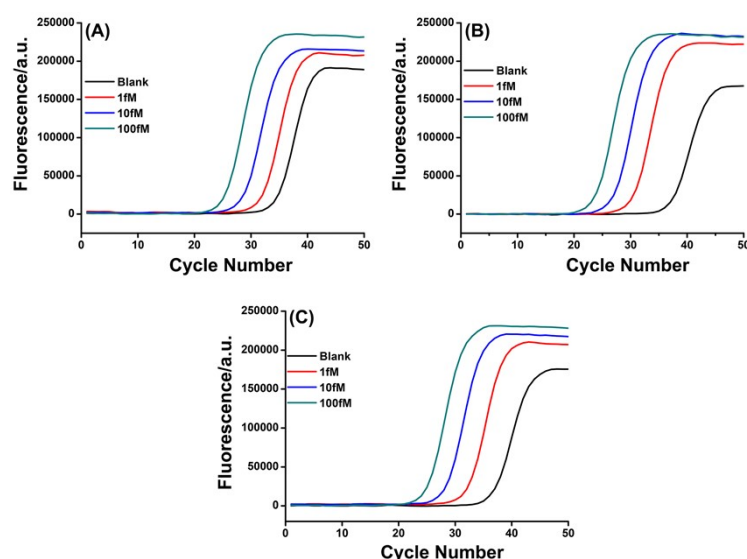 (A)
250000
200000
150000
100000
50000
0
Fluorescence/a.u.
Blank
1fM
10fM
100fM
0 10 20 30 40 50
Cycle Number
(B)
250000
200000
150000
100000
50000
0
Fluorescence/a.u.
Blank
1fM
10fM
100fM
0 10 20 30 40 50
Cycle Number
(C)
250000
200000
150000
100000
50000
0
Fluorescence/a.u.
Blank
1fM
10fM
100fM
0 10 20 30 40 50
Cycle Number